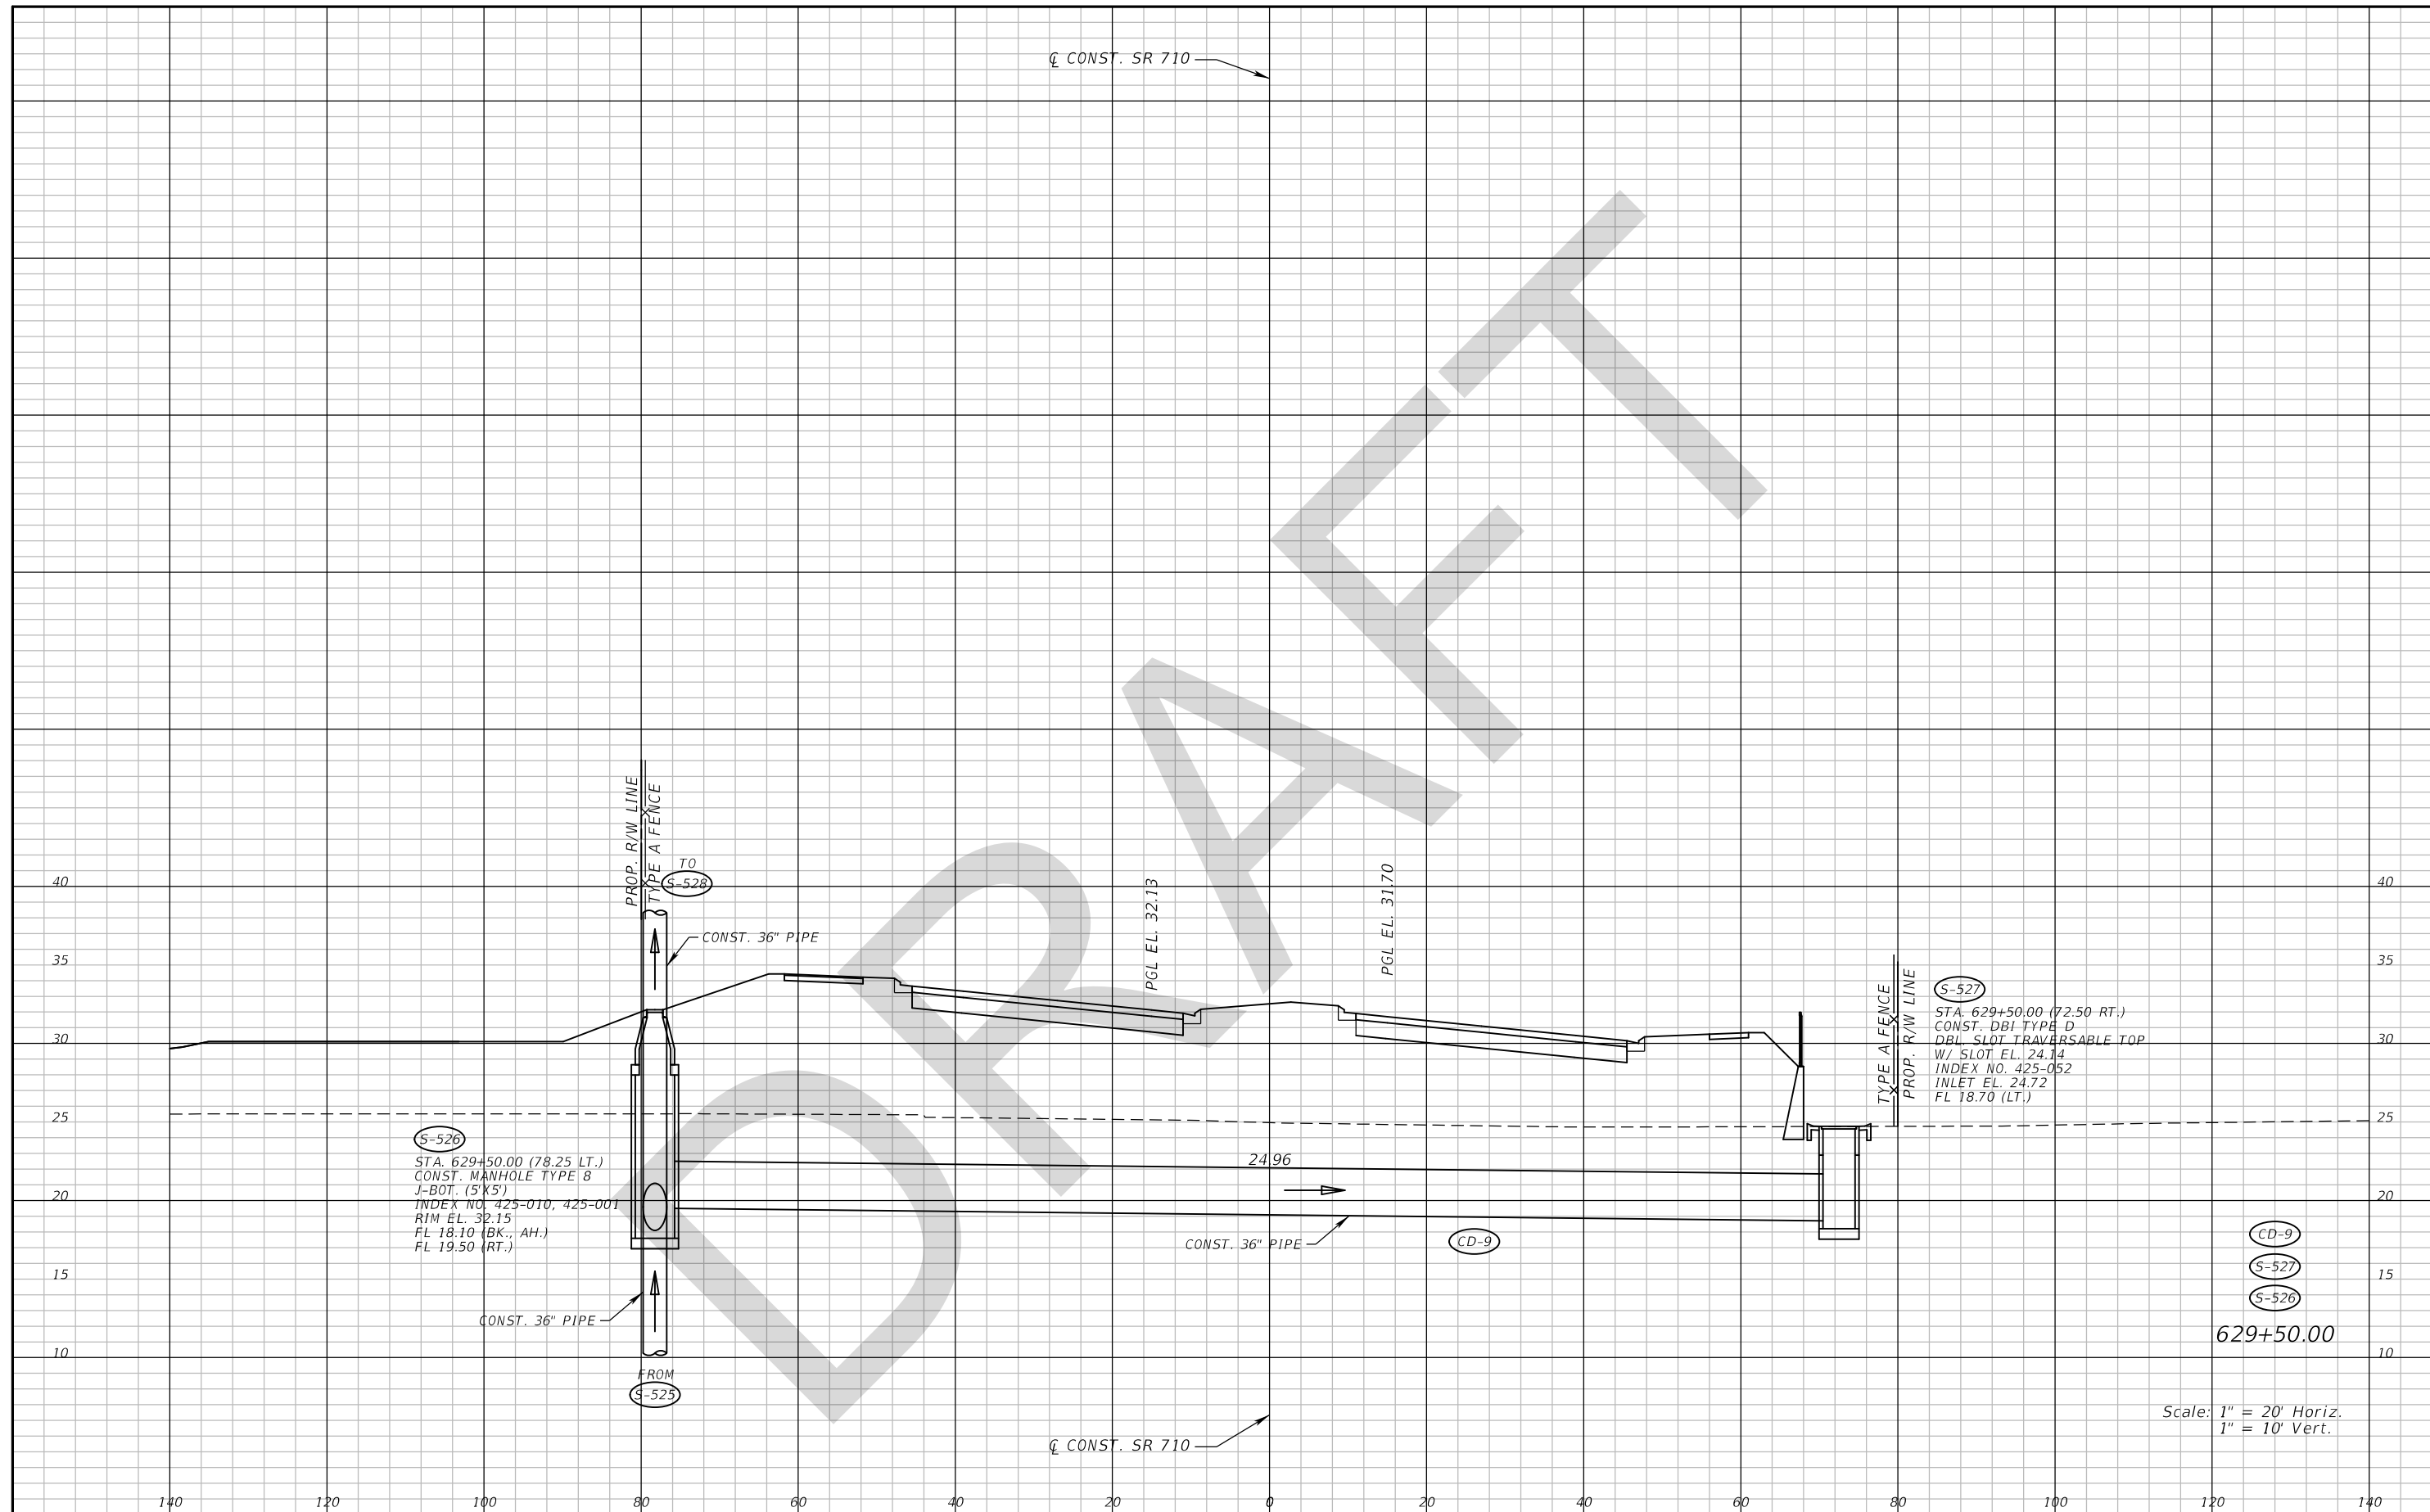 ℄ CONST. SR 710
PROP. R/W LINE
TYPE A FENCE
TO
S-528
CONST. 36" PIPE
PGL EL. 32.13
PGL EL. 31.70
40
35
30
25
20
15
10
40
35
30
25
20
15
10
TYPE A FENCE
PROP. R/W LINE
S-527
STA. 629+50.00 (72.50 RT.)
CONST. DBI TYPE D
DBL. SLOT TRAVERSABLE TOP
W/ SLOT EL. 24.14
INDEX NO. 425-052
INLET EL. 24.72
FL 18.70 (LT.)
S-526
STA. 629+50.00 (78.25 LT.)
CONST. MANHOLE TYPE 8
J-BOT. (5'X5')
INDEX NO. 425-010, 425-001
RIM EL. 32.15
FL 18.10 (BK., AH.)
FL 19.50 (RT.)
24.96
CONST. 36" PIPE
CD-9
CONST. 36" PIPE
FROM
S-525
CD-9
S-527
S-526
629+50.00
Scale: 1" = 20' Horiz.
1" = 10' Vert.
℄ CONST. SR 710
140 120 100 80 60 40 20 0 20 40 60 80 100 120 140
DRAFT